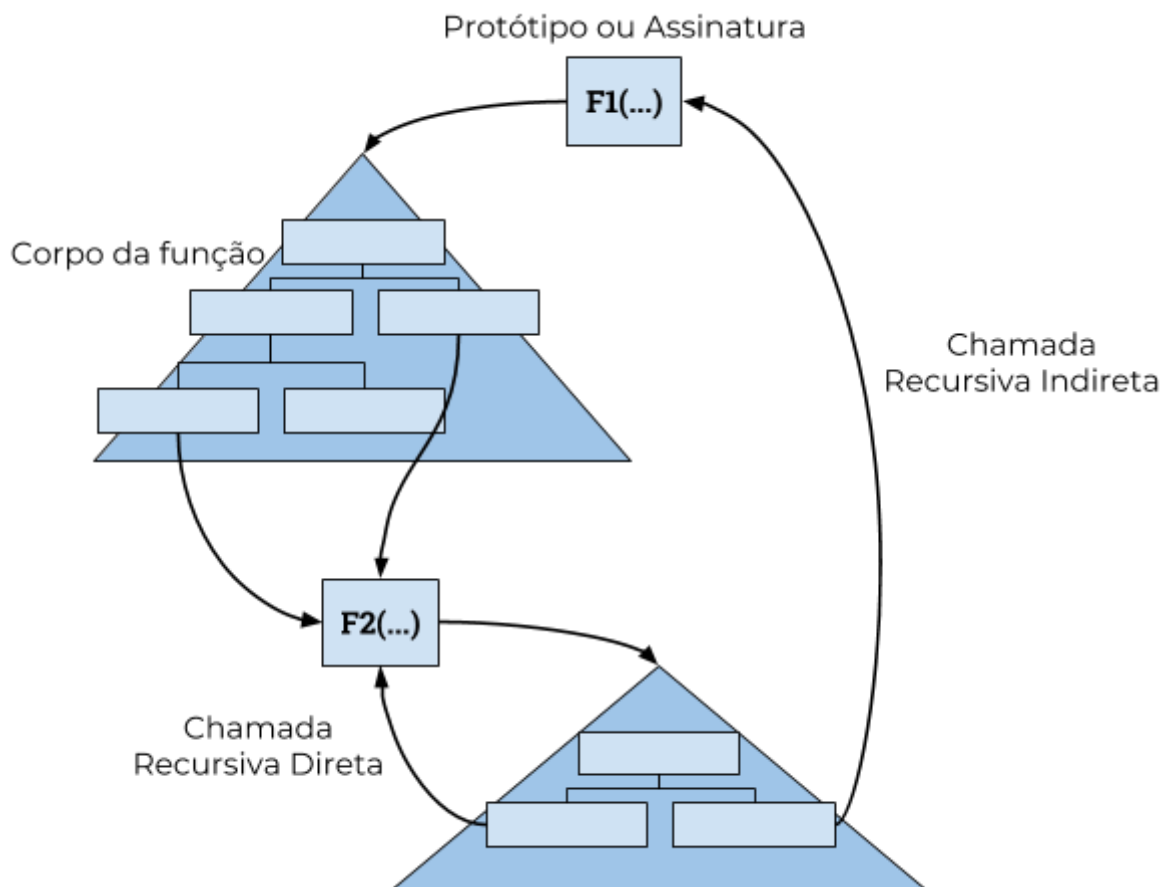 Protótipo ou Assinatura
F1(...)
Corpo da função
Chamada
Recursiva Indireta
F2(...)
Chamada
Recursiva Direta